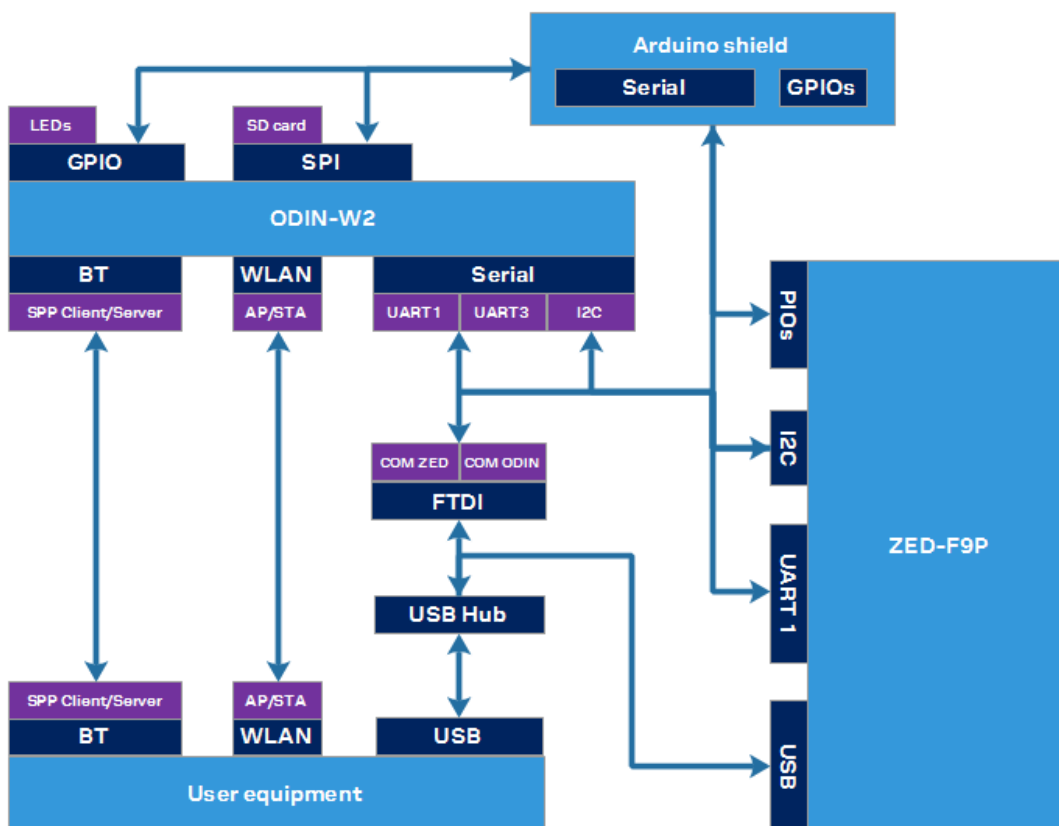 Arduino shield
Serial
GPIOs
LEDs
SD card
GPIO
SPI
ODIN-W2
BT
WLAN
Serial
SPP Client/Server
AP/STA
UART1
UART3
I2C
PIOs
I2C
COM ZED
COM ODIN
FTDI
ZED-F9P
UART 1
USB Hub
SPP Client/Server
AP/STA
BT
WLAN
USB
USB
User equipment